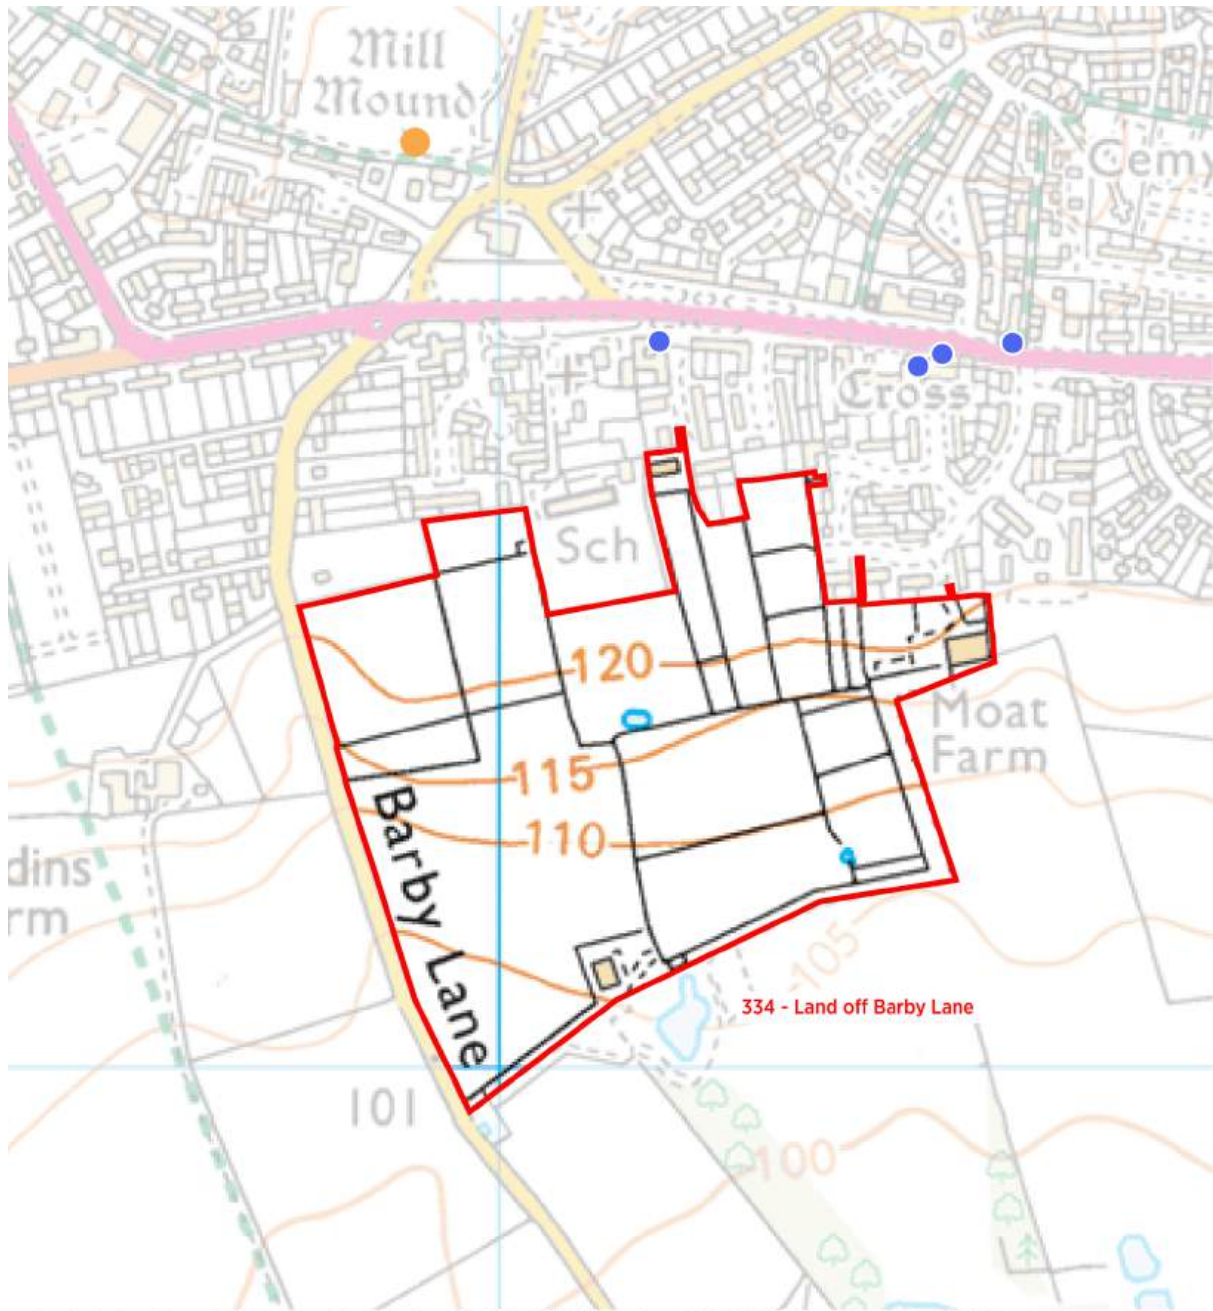 Mill
Mound
Cemy
Cross
Sch
120
Moat
Farm
115
110
Barby Lane
dins
rm
105
334 - Land off Barby Lane
101
100